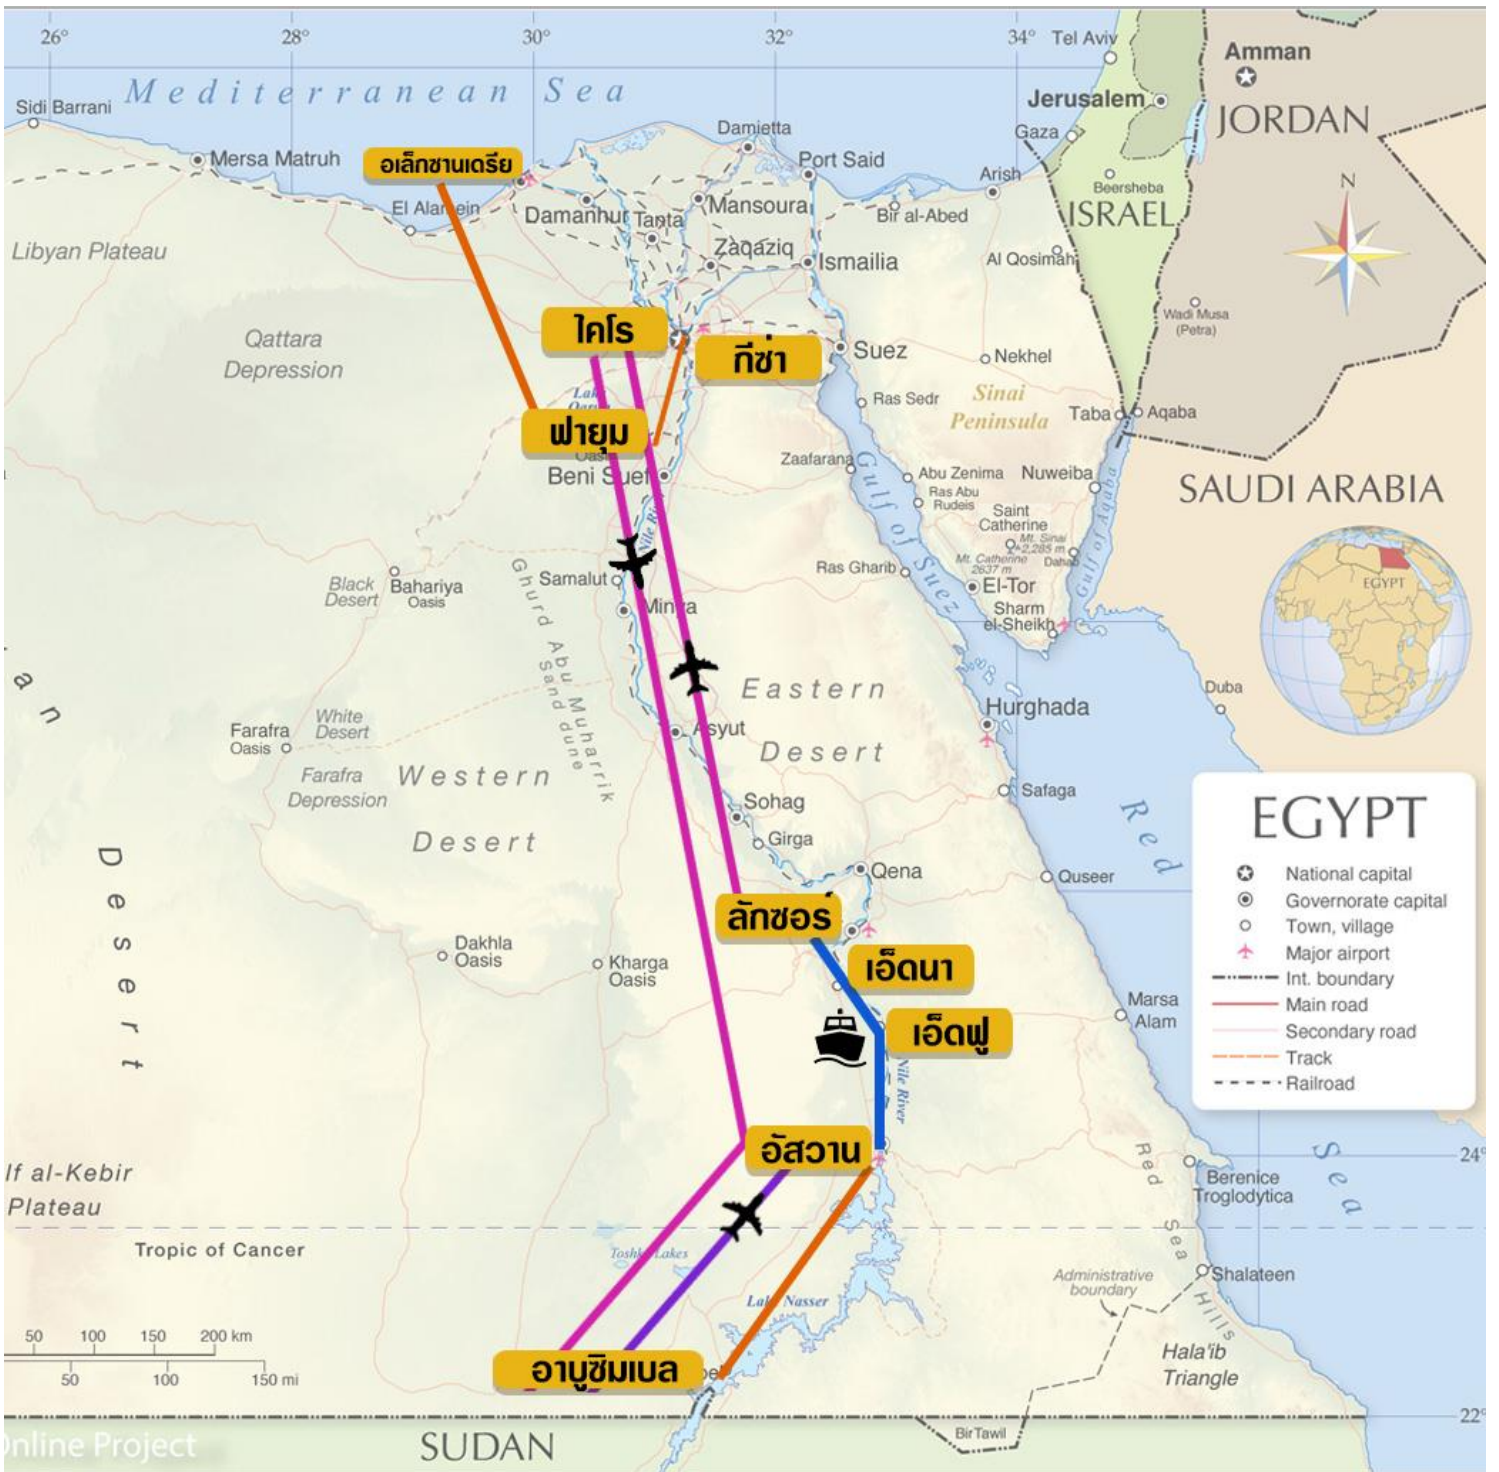 26°
28°
30°
32°
34°
Tel Aviv
Amman
Mediterranean Sea
Sidi Barrani
Jerusalem
JORDAN
Damietta
Gaza
Mersa Matruh
อเล็กซานเดรีย
Port Said
Arish
Beersheba
N
El Alamein
Damanhur
Tanta
Mansoura
Bir al-Abed
ISRAEL
Libyan Plateau
Zaqaziq
Ismailia
Al Qosimah
Wadi Musa
(Petra)
ไคโร
Qattara
Depression
กีซ่า
Suez
Nekhel
Sinai
Peninsula
Ras Sedr
Taba
Aqaba
ฟายุม
Beni Suef
Zaafarana
Abu Zenima
Nuweiba
Ras Abu
Rudeis
Saint
Catherine
SAUDI ARABIA
Gulf of Suez
Gulf of Aqaba
Mt. Sinai
2,285 m
Mt. Catherine
2637 m
Dahab
EGYPT
Black
Desert
Bahariya
Oasis
Samalut
Minya
Ras Gharib
El-Tor
Sharm
el-Sheikh
Ghurd Abu Muharrik
Sand dune
Eastern
Desert
Hurghada
Duba
Farafra
Oasis
White
Desert
Asyut
Farafra
Depression
Western
Desert
Safaga
Sohag
Girga
Red
Sea
EGYPT
Qena
Quseer
National capital
Governorate capital
Town, village
Major airport
Int. boundary
Main road
Secondary road
Track
Railroad
Desert
ลักซอร์
Dakhla
Oasis
Kharga
Oasis
เอ็ดนา
เอ็ดฟู
Marsa
Alam
Nile River
อัสวาน
24°
lf al-Kebir
Plateau
Red Sea Hills
Berenice
Troglodytica
Tropic of Cancer
Lake Nasser
Administrative
boundary
Shalateen
50 100 150 200 km
50 100 150 mi
อาบูซิมเบล
Hala'ib
Triangle
22°
Bir Tawil
Online Project
SUDAN